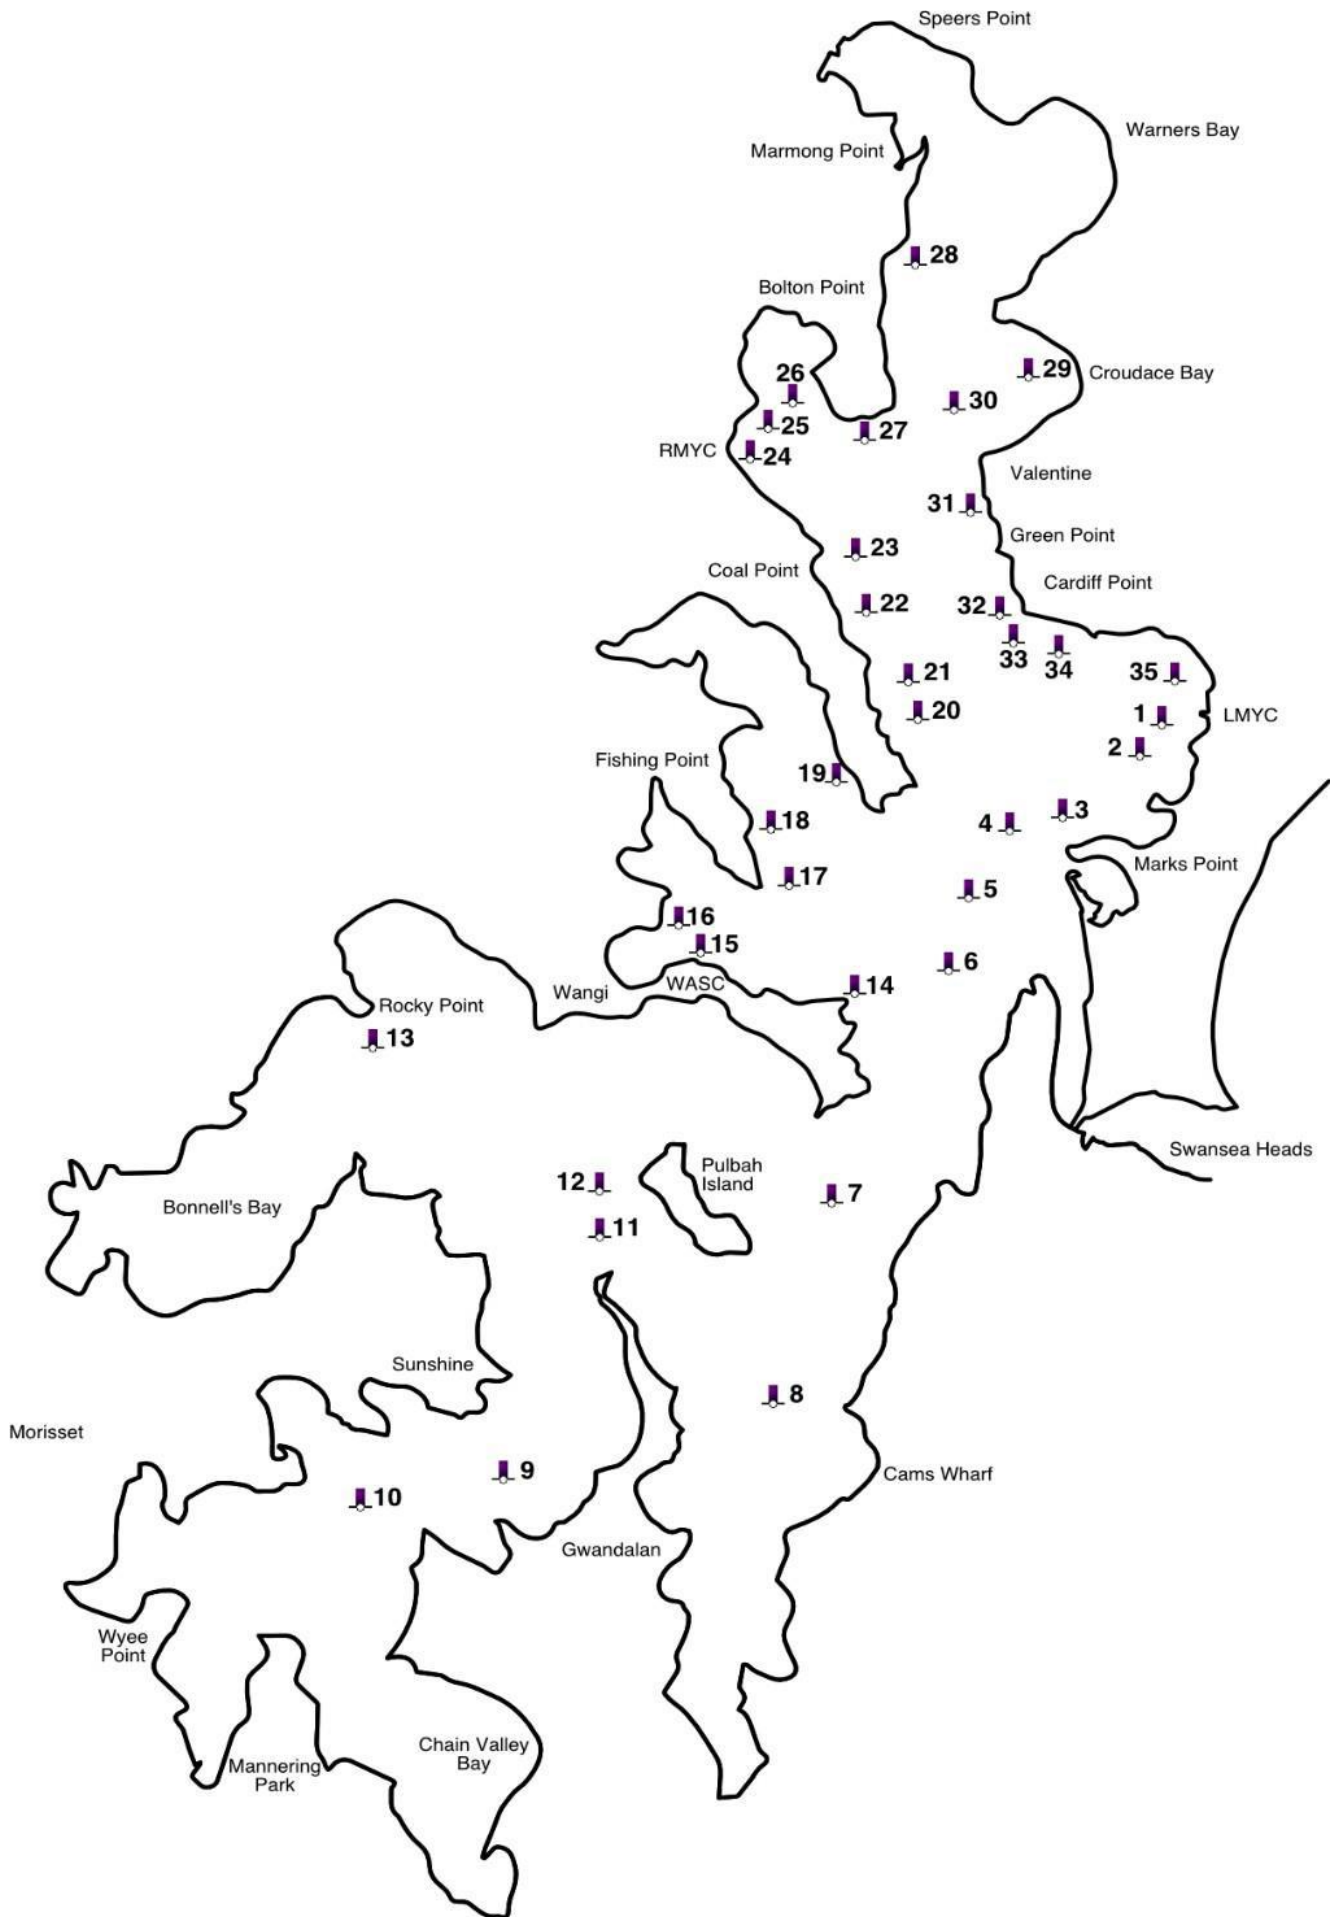 Speers Point
Warners Bay
Marmong Point
28
Bolton Point
29
Croudace Bay
26
30
25
27
RMYC
24
Valentine
31
Green Point
23
Coal Point
Cardiff Point
22
32
33
34
21
35
20
1
LMYC
2
Fishing Point
19
3
18
4
Marks Point
17
5
16
15
6
WASC
14
Wangi
Rocky Point
13
Swansea Heads
Pulbah
Island
12
7
Bonnell's Bay
11
Sunshine
8
Morisset
9
Cams Wharf
10
Gwandalan
Wyee
Point
Chain Valley
Bay
Mannering
Park